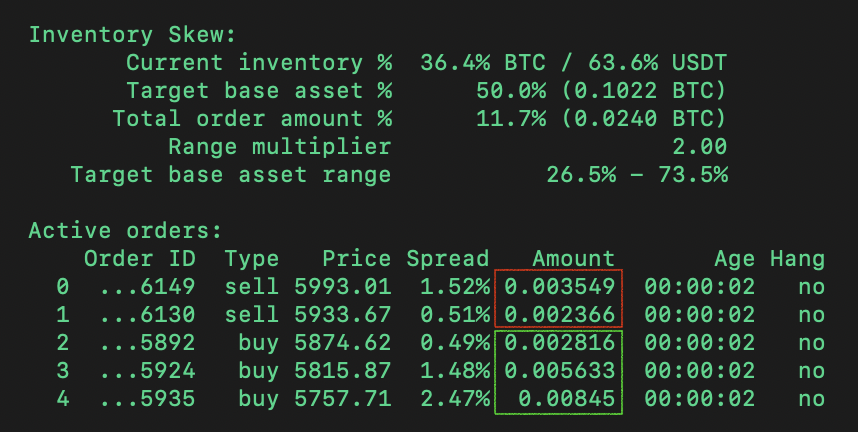 Inventory Skew:
Current inventory % 36.4% BTC / 63.6% USDT
Target base asset % 50.0% (0.1022 BTC)
Total order amount % 11.7% (0.0240 BTC)
Range multiplier 2.00
Target base asset range 26.5% - 73.5%
Active orders:
Order ID Type Price Spread Amount Age Hang
0 ...6149 sell 5993.01 1.52% 0.003549 00:00:02 no
1 ...6130 sell 5933.67 0.51% 0.002366 00:00:02 no
2 ...5892 buy 5874.62 0.49% 0.002816 00:00:02 no
3 ...5924 buy 5815.87 1.48% 0.005633 00:00:02 no
4 ...5935 buy 5757.71 2.47% 0.00845 00:00:02 no